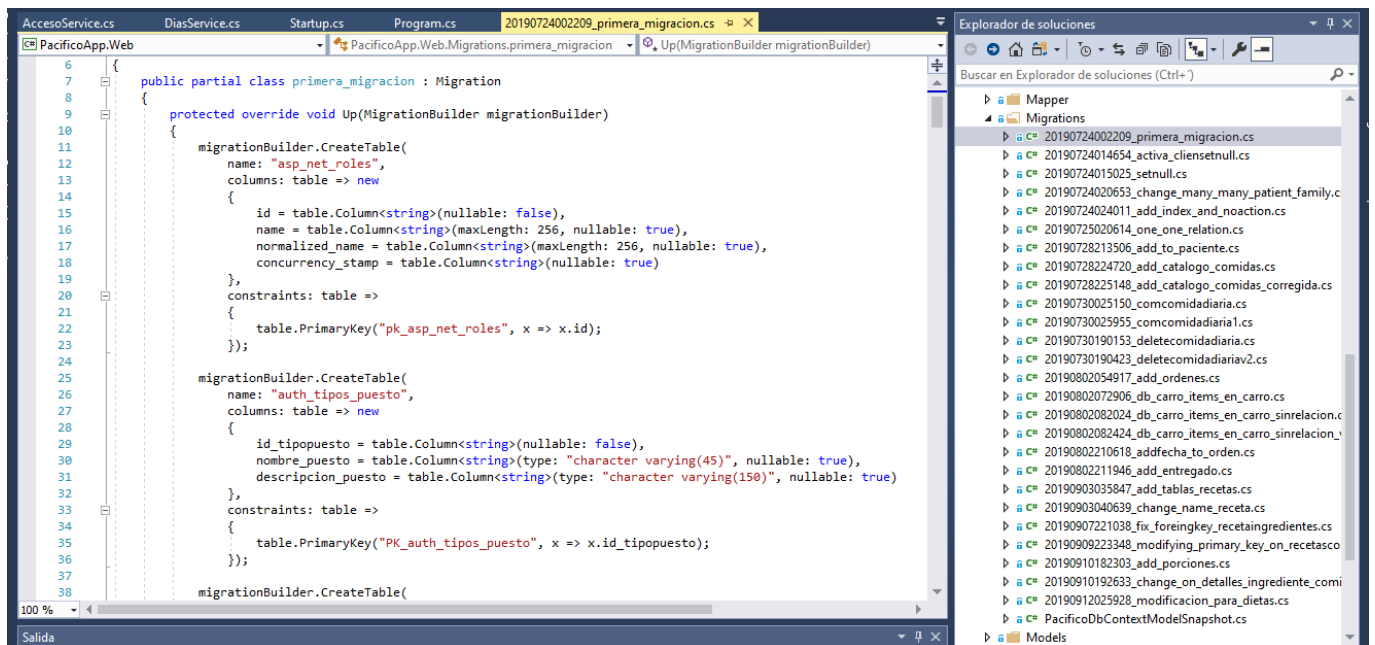 AccesoService.cs DiasService.cs Startup.cs Program.cs 20190724002209_primera_migracion.cs
PacificoApp.Web PacificoApp.Web.Migrations.primera_migracion Up(MigrationBuilder migrationBuilder)
6 {
7 public partial class primera_migracion : Migration
8 {
9 protected override void Up(MigrationBuilder migrationBuilder)
10 {
11 migrationBuilder.CreateTable(
12 name: "asp_net_roles",
13 columns: table => new
14 {
15 id = table.Column<string>(nullable: false),
16 name = table.Column<string>(maxLength: 256, nullable: true),
17 normalized_name = table.Column<string>(maxLength: 256, nullable: true),
18 concurrency_stamp = table.Column<string>(nullable: true)
19 },
20 constraints: table =>
21 {
22 table.PrimaryKey("pk_asp_net_roles", x => x.id);
23 });
24
25 migrationBuilder.CreateTable(
26 name: "auth_tipos_puesto",
27 columns: table => new
28 {
29 id_tipopuesto = table.Column<string>(nullable: false),
30 nombre_puesto = table.Column<string>(type: "character varying(45)", nullable: true),
31 descripcion_puesto = table.Column<string>(type: "character varying(150)", nullable: true)
32 },
33 constraints: table =>
34 {
35 table.PrimaryKey("PK_auth_tipos_puesto", x => x.id_tipopuesto);
36 });
37
38 migrationBuilder.CreateTable(
100 %
Salida
Explorador de soluciones
Buscar en Explorador de soluciones (Ctrl+´)
Mapper
Migrations
C# 20190724002209_primera_migracion.cs
C# 20190724014654_activa_cliensetnull.cs
C# 20190724015025_setnull.cs
C# 20190724020653_change_many_many_patient_family.c
C# 20190724024011_add_index_and_noaction.cs
C# 20190725020614_one_one_relation.cs
C# 20190728213506_add_to_paciente.cs
C# 20190728224720_add_catalogo_comidas.cs
C# 20190728225148_add_catalogo_comidas_corregida.cs
C# 20190730025150_comcomidadiaria.cs
C# 20190730025955_comcomidadiaria1.cs
C# 20190730190153_deletecomidadiaria.cs
C# 20190730190423_deletecomidadiariav2.cs
C# 20190802054917_add_ordenes.cs
C# 20190802072906_db_carro_items_en_carro.cs
C# 20190802082024_db_carro_items_en_carro_sinrelacion.c
C# 20190802082424_db_carro_items_en_carro_sinrelacion_
C# 20190802210618_addfecha_to_orden.cs
C# 20190802211946_add_entregado.cs
C# 20190903035847_add_tablas_recetas.cs
C# 20190903040639_change_name_receta.cs
C# 20190907221038_fix_foreingkey_recetaingredientes.cs
C# 20190909223348_modifying_primary_key_on_recetasco
C# 20190910182303_add_porciones.cs
C# 20190910192633_change_on_detalles_ingrediente_comi
C# 20190912025928_modificacion_para_dietas.cs
C# PacificoDbContextModelSnapshot.cs
Models